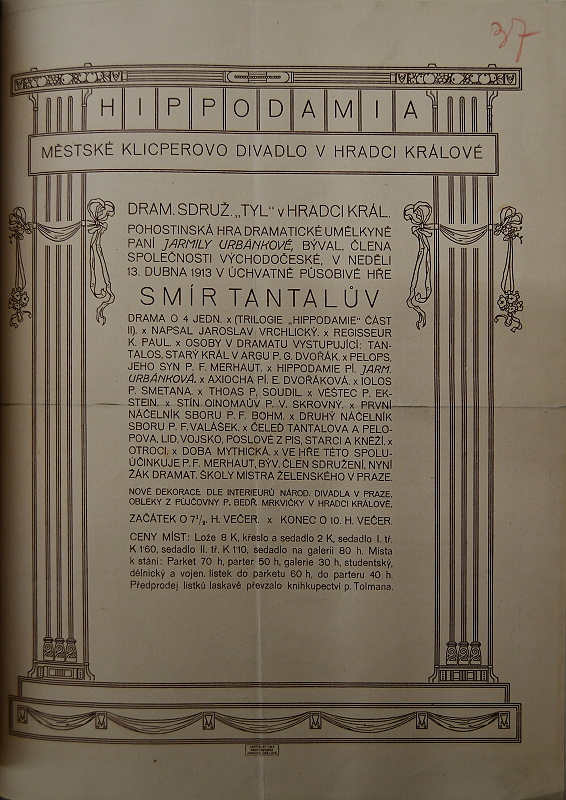 37
HIPPODAMIA
MĚSTSKÉ KLICPEROVO DIVADLO V HRADCI KRÁLOVÉ
DRAM. SDRUŽ. „TYL“ V HRADCI KRÁL.
POHOSTINSKÁ HRA DRAMATICKÉ UMĚLKYNĚ
PANÍ JARMILY URBÁNKOVÉ, BÝVAL. ČLENA
SPOLEČNOSTI VÝCHODOČESKÉ, V NEDĚLI
13. DUBNA 1913 V ÚCHVATNĚ PŮSOBIVÉ HŘE
SMÍR TANTALŮV
DRAMA O 4 JEDN. x (TRILOGIE „HIPPODAMIE“ ČÁST
II). x NAPSAL JAROSLAV VRCHLICKÝ. x REGISSEUR
K. PAUL. x OSOBY V DRAMATU VYSTUPUJÍCÍ: TAN-
TALOS, STARÝ KRÁL V ARGU P. G. DVOŘÁK. x PELOPS,
JEHO SYN P. F. MERHAUT. x HIPPODAMIE PÍ. JARM.
URBÁNKOVÁ. x AXIOCHA PÍ. E. DVOŘÁKOVÁ. x IOLOS
P. SMETANA. x THOAS P. SOUDIL. x VĚŠTEC P. EK-
STEIN. x STÍN OINOMAŮV P. V. SKROVNÝ. x PRVNÍ
NÁČELNÍK SBORU P. F. BÖHM. x DRUHÝ NÁČELNÍK
SBORU P. F. VALÁŠEK. x ČELEĎ TANTALOVA A PELO-
POVA, LID, VOJSKO, POSLOVÉ Z PISY, STARCI A KNĚŽÍ. x
OTROCI. x DOBA MYTHICKÁ. x VE HŘE TÉTO SPOLU-
ÚČINKUJE P. F. MERHAUT, BÝV. ČLEN SDRUŽENÍ, NYNÍ
ŽÁK DRAMAT. ŠKOLY MISTRA ŽELENSKÉHO V PRAZE.
NOVÉ DEKORACE DLE INTERIEURŮ NÁROD. DIVADLA V PRAZE.
OBLEKY Z PŮJČOVNY P. BEDŘ. MRKVIČKY V HRADCI KRÁLOVÉ.
ZAČÁTEK O 7½. H. VEČER. x KONEC O 10. H. VEČER.
CENY MÍST: Lože 8 K, křeslo a sedadlo 2 K, sedadlo I. tř.
K 1·60, sedadlo II. tř. K 1·10, sedadlo na galerii 80 h. Místa
k stání: Parket 70 h, parter 50 h, galerie 30 h, studentský,
dělnický a vojen. lístek do parketu 60 h, do parteru 40 h.
Předprodej lístků laskavě převzalo knihkupectví p. Tolmana.